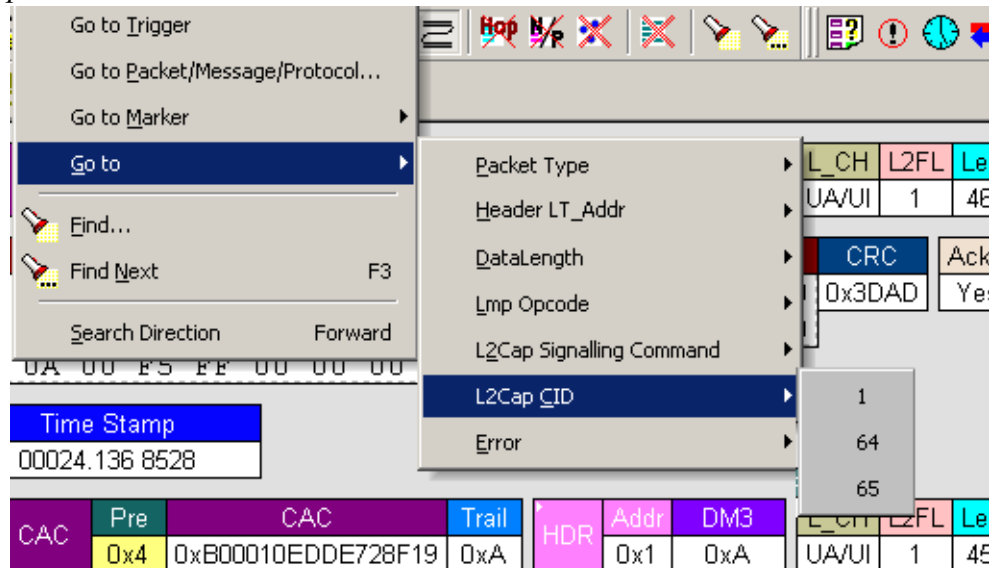 Go to Trigger
Go to Packet/Message/Protocol...
Go to Marker
Go to
Find...
Find Next F3
Search Direction Forward
Hop N/R
Packet Type
Header LT_Addr
DataLength
Lmp Opcode
L2Cap Signalling Command
L2Cap CID
Error
1
64
65
L_CH L2FL Le
UA/UI 1 46
CRC Ack
0x3DAD Yes
0A 00 F5 FF 00 00 00
Time Stamp
00024.136 8528
CAC Pre CAC Trail HDR Addr DM3 L_CH L2FL Le
0x4 0xB00010EDDE728F19 0xA 0x1 0xA UA/UI 1 45